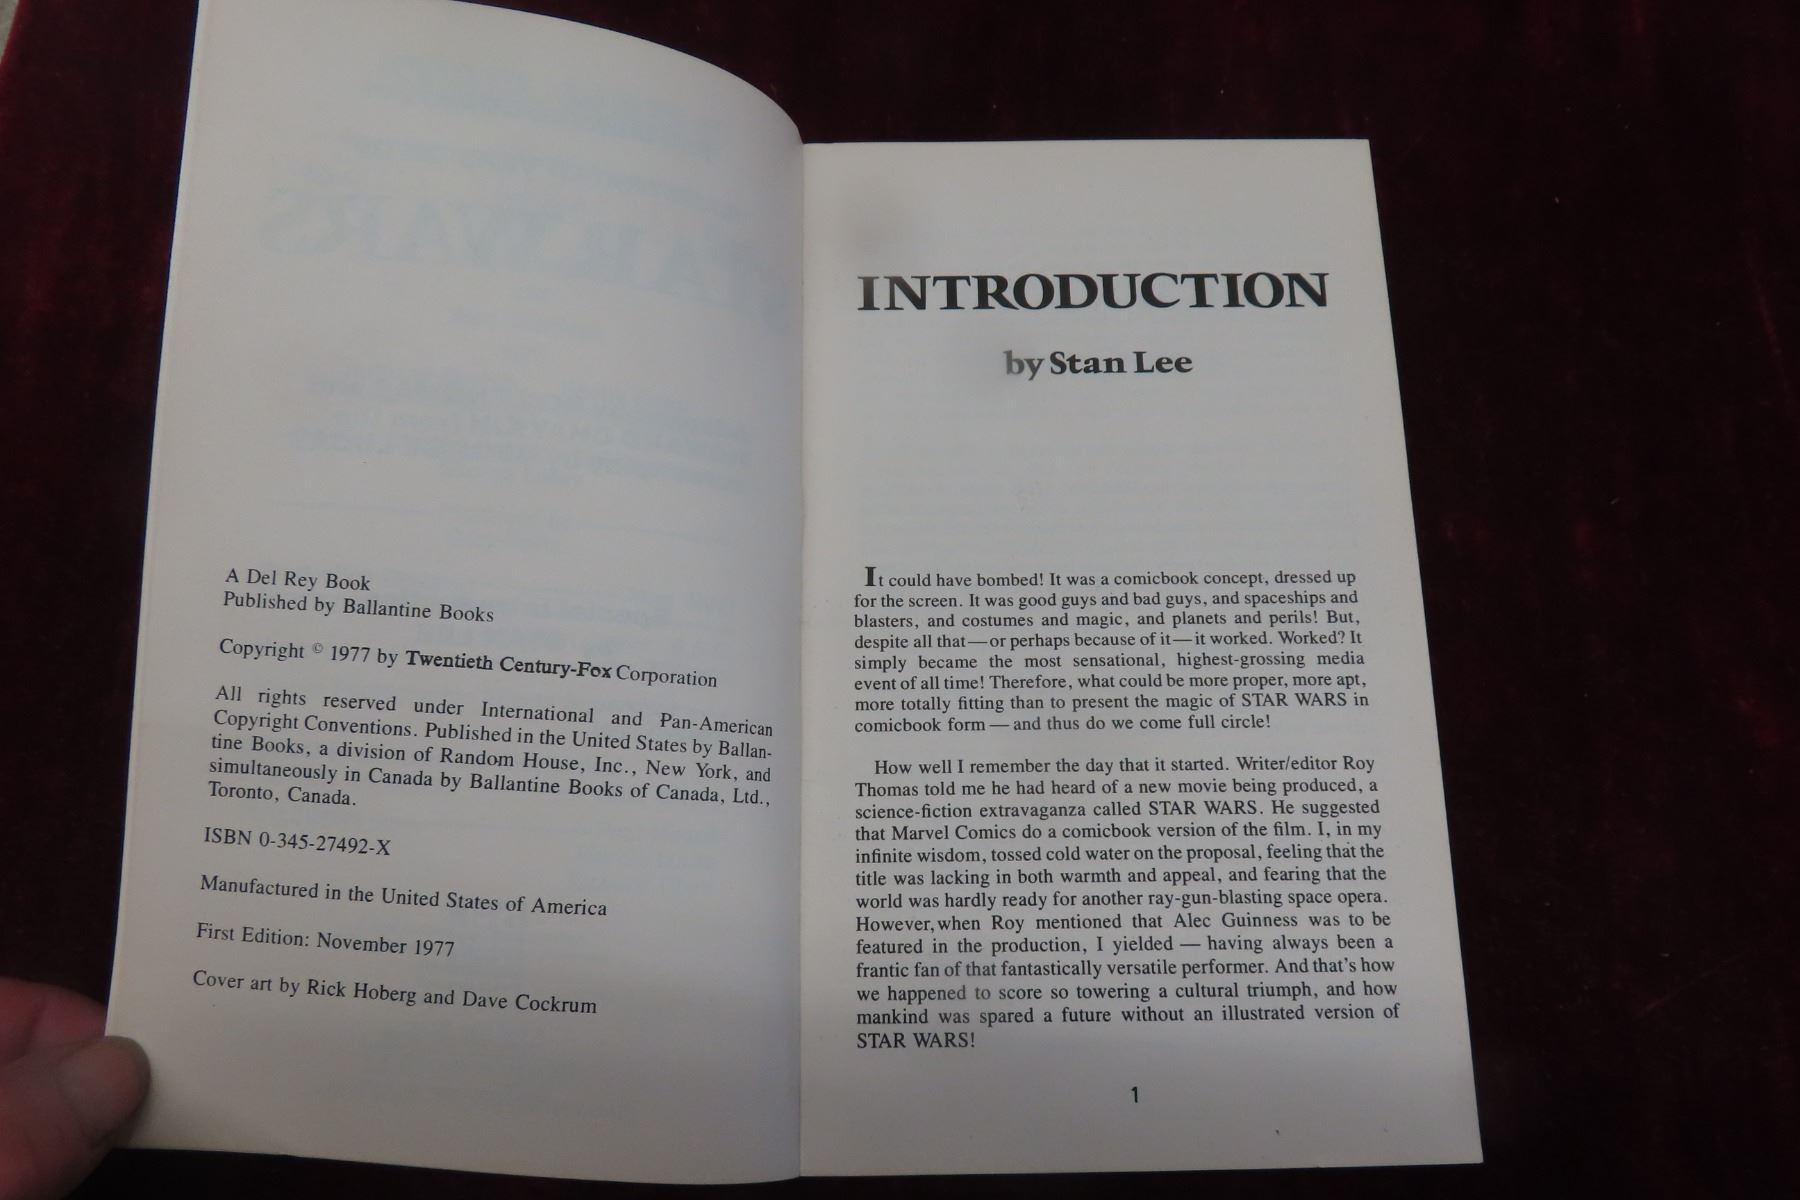 A Del Rey Book
Published by Ballantine Books
Copyright © 1977 by Twentieth Century-Fox Corporation
All rights reserved under International and Pan-American
Copyright Conventions. Published in the United States by Ballan-
tine Books, a division of Random House, Inc., New York, and
simultaneously in Canada by Ballantine Books of Canada, Ltd.,
Toronto, Canada.
ISBN 0-345-27492-X
Manufactured in the United States of America
First Edition: November 1977
Cover art by Rick Hoberg and Dave Cockrum
INTRODUCTION
by Stan Lee
It could have bombed! It was a comicbook concept, dressed up
for the screen. It was good guys and bad guys, and spaceships and
blasters, and costumes and magic, and planets and perils! But,
despite all that—or perhaps because of it—it worked. Worked? It
simply became the most sensational, highest-grossing media
event of all time! Therefore, what could be more proper, more apt,
more totally fitting than to present the magic of STAR WARS in
comicbook form — and thus do we come full circle!
How well I remember the day that it started. Writer/editor Roy
Thomas told me he had heard of a new movie being produced, a
science-fiction extravaganza called STAR WARS. He suggested
that Marvel Comics do a comicbook version of the film. I, in my
infinite wisdom, tossed cold water on the proposal, feeling that the
title was lacking in both warmth and appeal, and fearing that the
world was hardly ready for another ray-gun-blasting space opera.
However, when Roy mentioned that Alec Guinness was to be
featured in the production, I yielded — having always been a
frantic fan of that fantastically versatile performer. And that's how
we happened to score so towering a cultural triumph, and how
mankind was spared a future without an illustrated version of
STAR WARS!
1